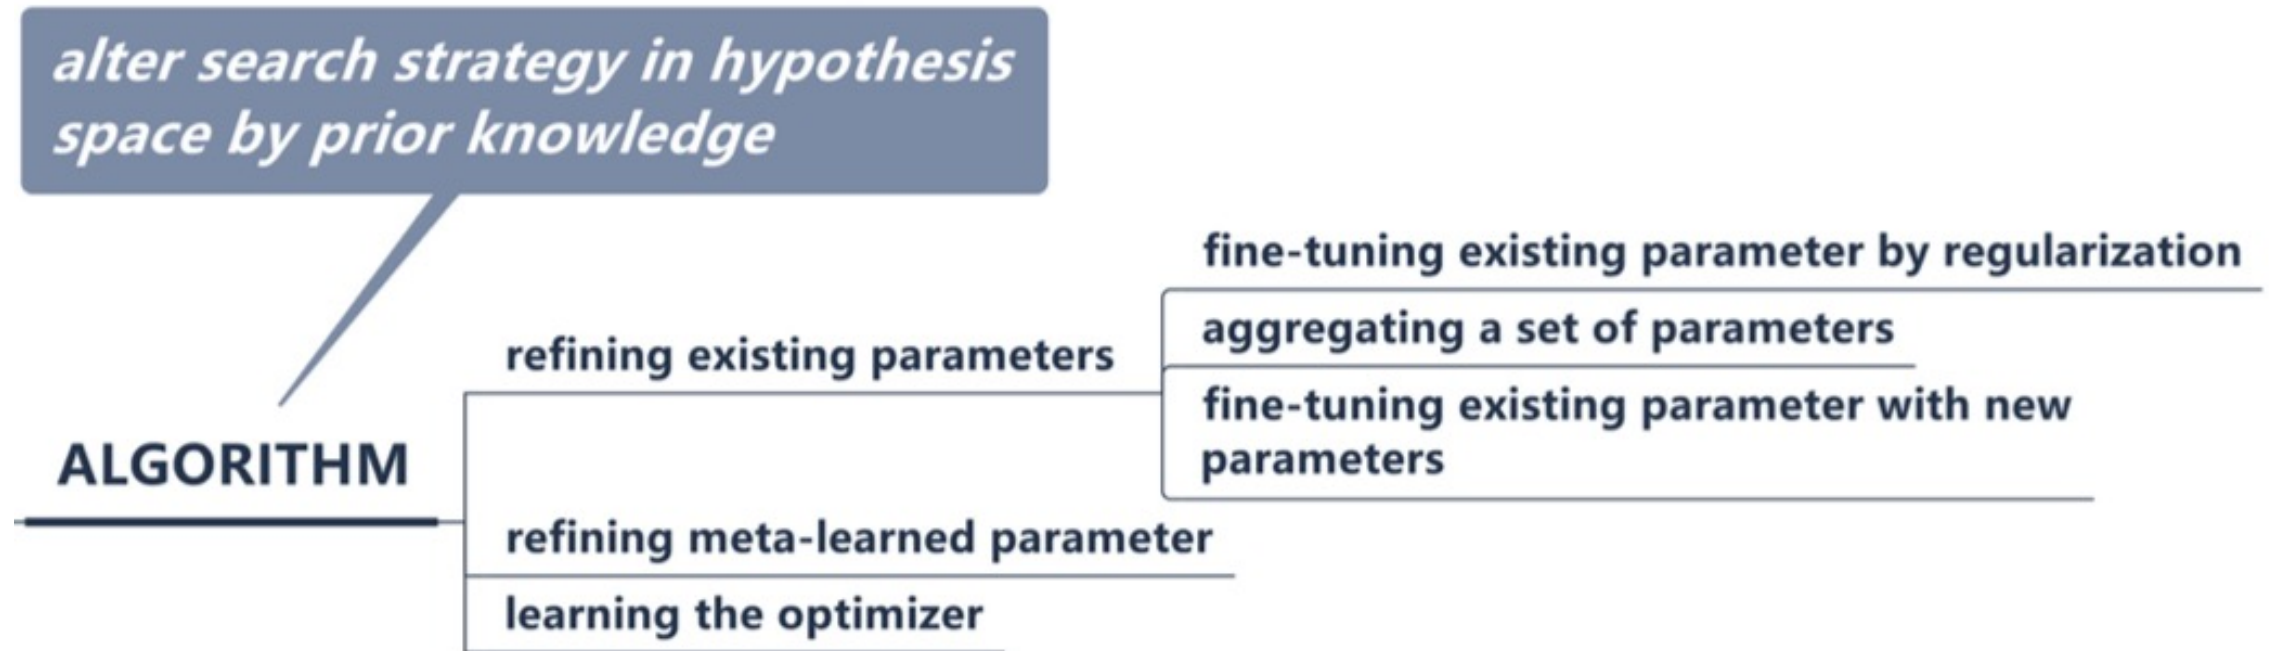 alter search strategy in hypothesis
space by prior knowledge
fine-tuning existing parameter by regularization
aggregating a set of parameters
refining existing parameters
fine-tuning existing parameter with new
parameters
ALGORITHM
refining meta-learned parameter
learning the optimizer